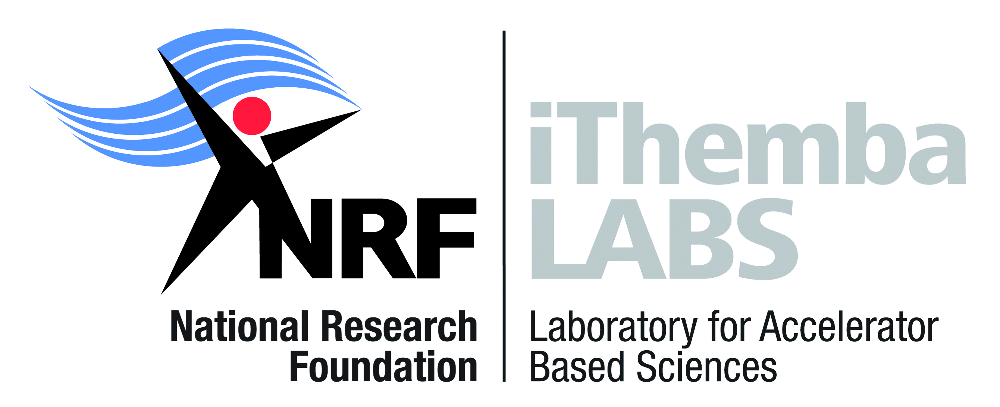 NRF
National Research
Foundation
iThemba
LABS
Laboratory for Accelerator
Based Sciences